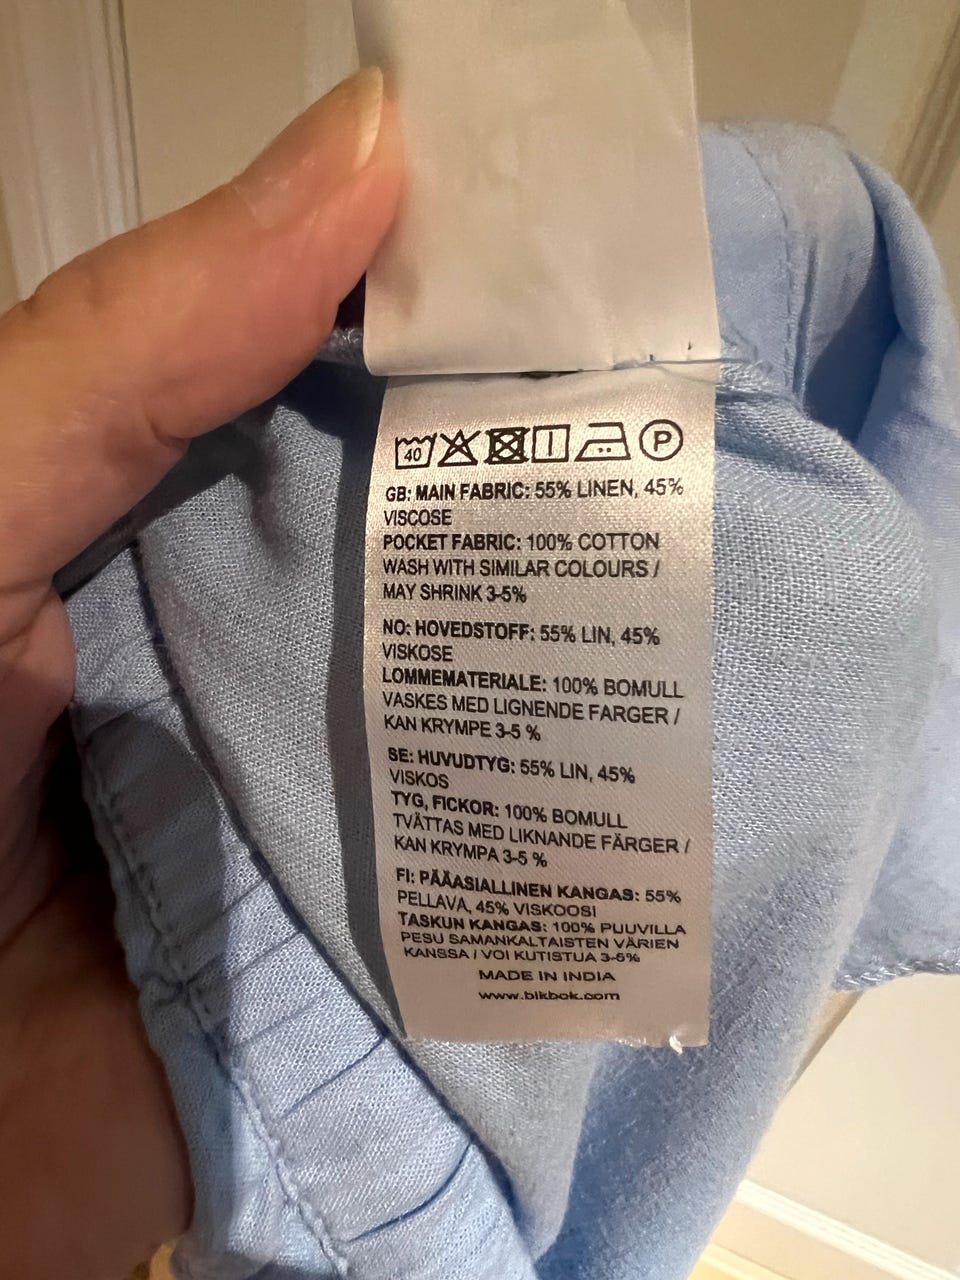 40 P
GB: MAIN FABRIC: 55% LINEN, 45%
VISCOSE
POCKET FABRIC: 100% COTTON
WASH WITH SIMILAR COLOURS /
MAY SHRINK 3-5%
NO: HOVEDSTOFF: 55% LIN, 45%
VISKOSE
LOMMEMATERIALE: 100% BOMULL
VASKES MED LIGNENDE FARGER /
KAN KRYMPE 3-5 %
SE: HUVUDTYG: 55% LIN, 45%
VISKOS
TYG, FICKOR: 100% BOMULL
TVÄTTAS MED LIKNANDE FÄRGER /
KAN KRYMPA 3-5 %
FI: PÄÄASIALLINEN KANGAS: 55%
PELLAVA, 45% VISKOOSI
TASKUN KANGAS: 100% PUUVILLA
PESU SAMANKALTAISTEN VÄRIEN
KANSSA / VOI KUTISTUA 3-5%
MADE IN INDIA
www.bikbok.com